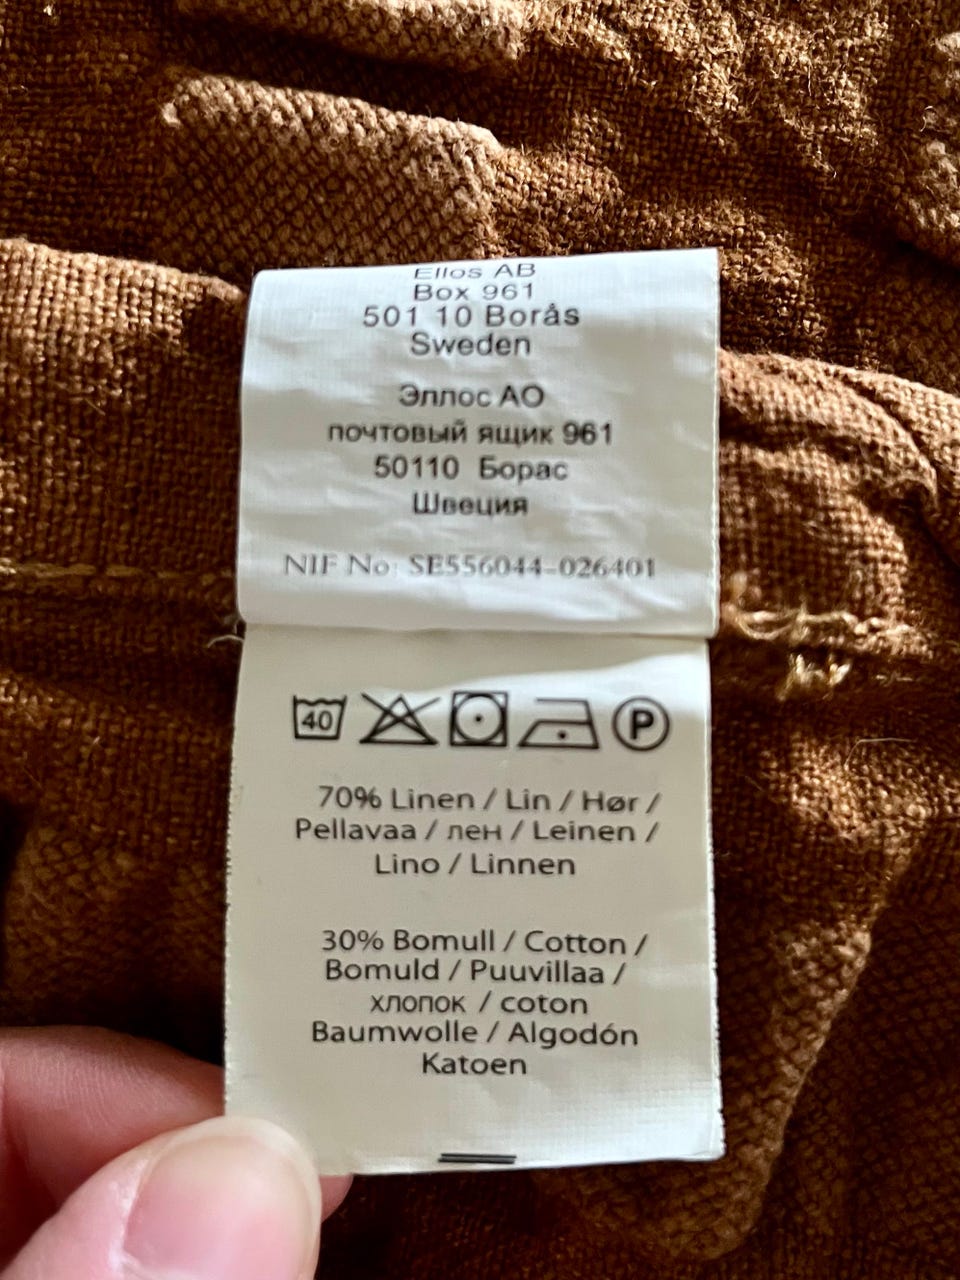 Ellos AB
Box 961
501 10 Borås
Sweden
Эллос АО
почтовый ящик 961
50110 Борас
Швеция
NIF No: SE556044-026401
40
P
70% Linen / Lin / Hør /
Pellavaa / лен / Leinen /
Lino / Linnen
30% Bomull / Cotton /
Bomuld / Puuvillaa /
хлопок / coton
Baumwolle / Algodón
Katoen